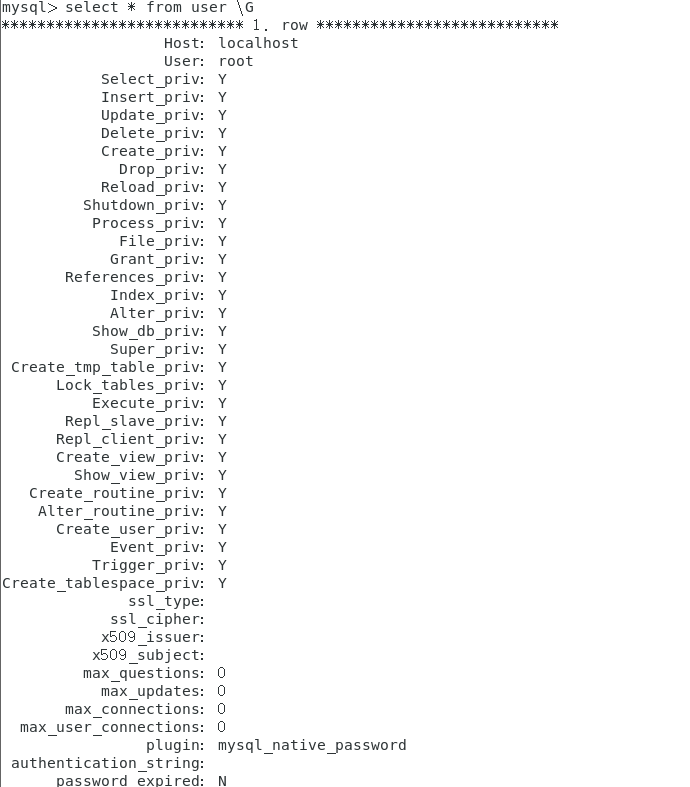 mysql> select * from user \G
*************************** 1. row ***************************
Host: localhost
User: root
Select_priv: Y
Insert_priv: Y
Update_priv: Y
Delete_priv: Y
Create_priv: Y
Drop_priv: Y
Reload_priv: Y
Shutdown_priv: Y
Process_priv: Y
File_priv: Y
Grant_priv: Y
References_priv: Y
Index_priv: Y
Alter_priv: Y
Show_db_priv: Y
Super_priv: Y
Create_tmp_table_priv: Y
Lock_tables_priv: Y
Execute_priv: Y
Repl_slave_priv: Y
Repl_client_priv: Y
Create_view_priv: Y
Show_view_priv: Y
Create_routine_priv: Y
Alter_routine_priv: Y
Create_user_priv: Y
Event_priv: Y
Trigger_priv: Y
Create_tablespace_priv: Y
ssl_type:
ssl_cipher:
x509_issuer:
x509_subject:
max_questions: 0
max_updates: 0
max_connections: 0
max_user_connections: 0
plugin: mysql_native_password
authentication_string:
password_expired: N